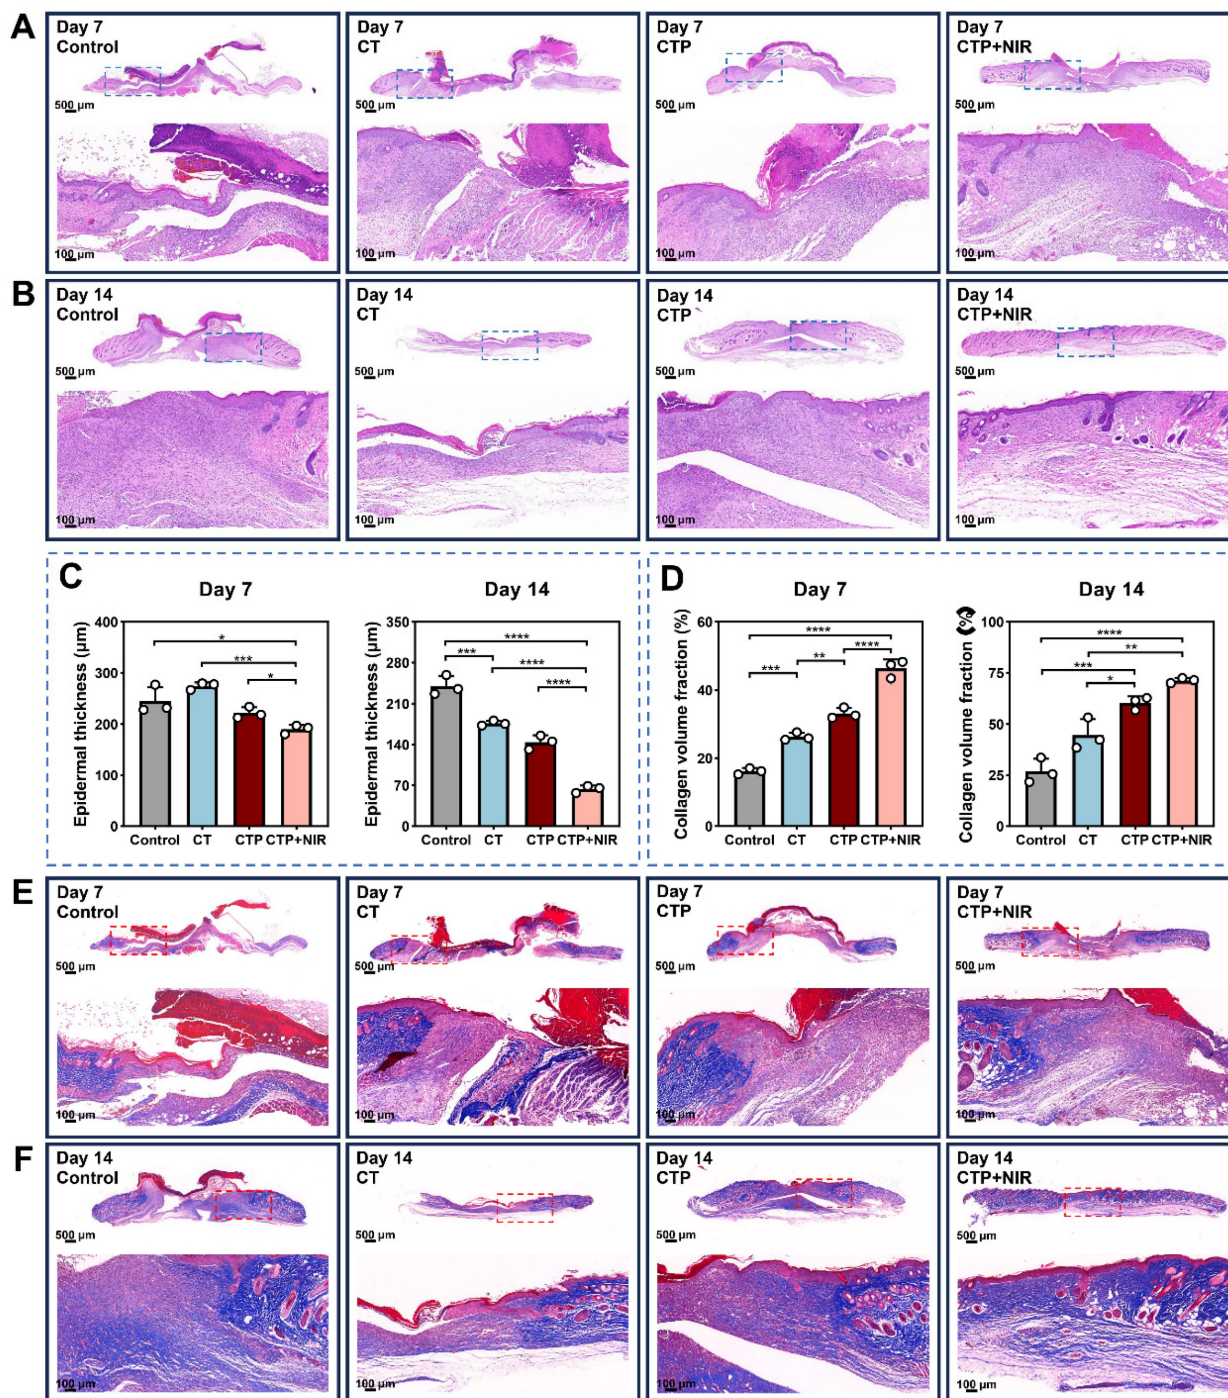 A
Day 7
Control
500 µm
100 µm
Day 7
CT
500 µm
100 µm
Day 7
CTP
500 µm
100 µm
Day 7
CTP+NIR
500 µm
100 µm
B
Day 14
Control
500 µm
100 µm
Day 14
CT
500 µm
100 µm
Day 14
CTP
500 µm
100 µm
Day 14
CTP+NIR
500 µm
100 µm
C
Day 7
Epidermal thickness (µm)
400
300
200
100
0
*
***
*
Control CT CTP CTP+NIR
Day 14
Epidermal thickness (µm)
350
280
210
140
70
0
****
*** ****
****
Control CT CTP CTP+NIR
D
Day 7
Collagen volume fraction (%)
60
40
20
0
****
** ****
***
Control CT CTP CTP+NIR
Day 14
Collagen volume fraction (%)
100
75
50
25
0
****
**
***
*
Control CT CTP CTP+NIR
E
Day 7
Control
500 µm
100 µm
Day 7
CT
500 µm
100 µm
Day 7
CTP
500 µm
100 µm
Day 7
CTP+NIR
500 µm
100 µm
F
Day 14
Control
500 µm
100 µm
Day 14
CT
500 µm
100 µm
Day 14
CTP
500 µm
100 µm
Day 14
CTP+NIR
500 µm
100 µm